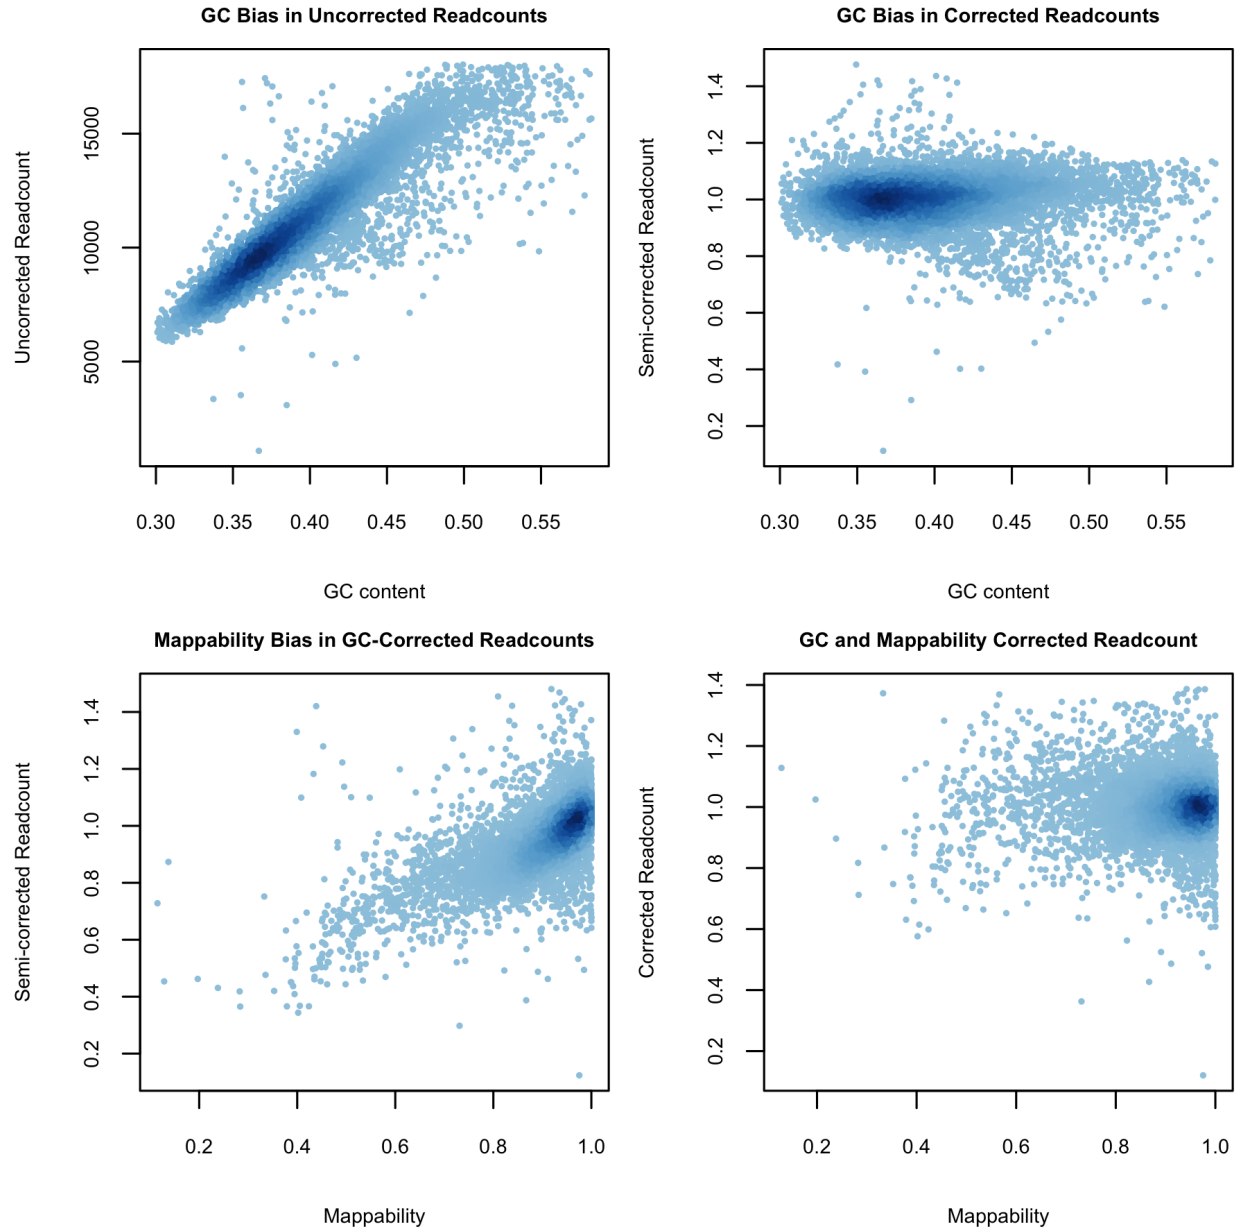 GC Bias in Uncorrected Readcounts
Uncorrected Readcount
15000
10000
5000
0.30 0.35 0.40 0.45 0.50 0.55
GC content
GC Bias in Corrected Readcounts
Semi-corrected Readcount
1.4
1.2
1.0
0.8
0.6
0.4
0.2
0.30 0.35 0.40 0.45 0.50 0.55
GC content
Mappability Bias in GC-Corrected Readcounts
Semi-corrected Readcount
1.4
1.2
1.0
0.8
0.6
0.4
0.2
0.2 0.4 0.6 0.8 1.0
Mappability
GC and Mappability Corrected Readcount
Corrected Readcount
1.4
1.2
1.0
0.8
0.6
0.4
0.2
0.2 0.4 0.6 0.8 1.0
Mappability